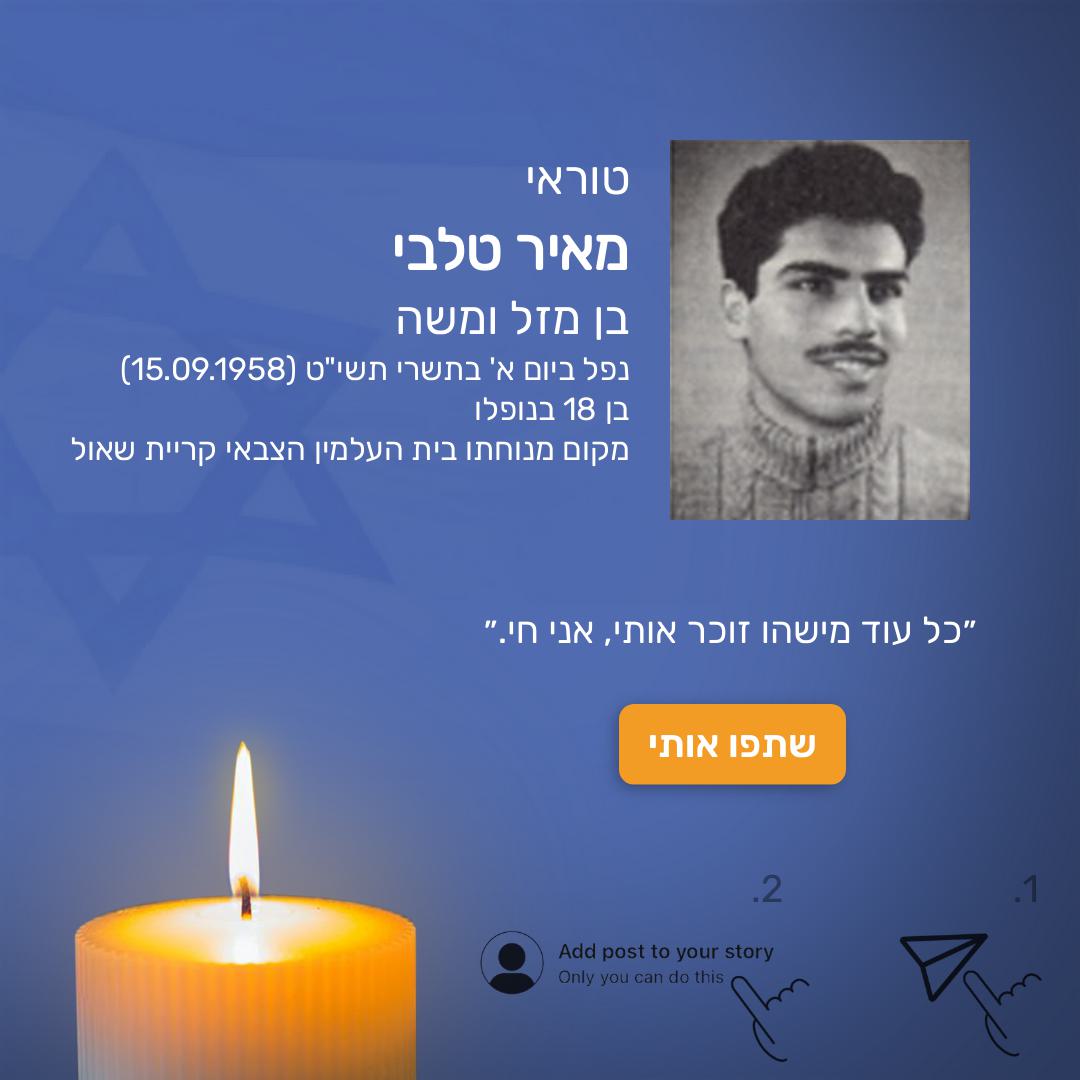 טוראי
מאיר טלבי
בן מזל ומשה
נפל ביום א' בתשרי תשי"ט (15.09.1958)
בן 18 בנופלו
מקום מנוחתו בית העלמין הצבאי קריית שאול
"כל עוד מישהו זוכר אותי, אני חי."
שתפו אותי
1.
2.
Add post to your story
Only you can do this